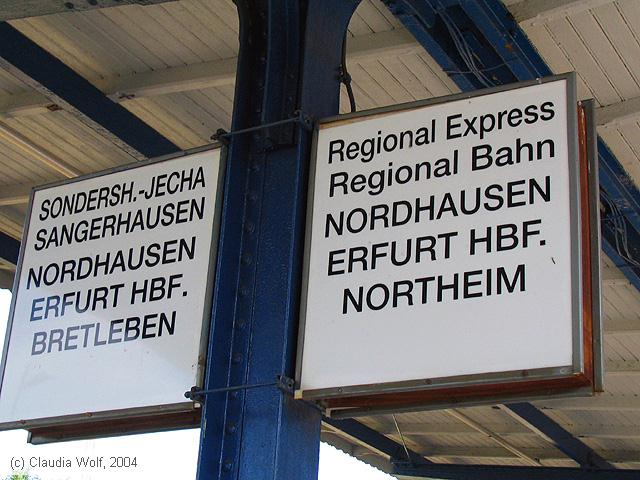 SONDERSH.-JECHA
SANGERHAUSEN
NORDHAUSEN
ERFURT HBF.
BRETLEBEN
Regional Express
Regional Bahn
NORDHAUSEN
ERFURT HBF.
NORTHEIM
(c) Claudia Wolf, 2004